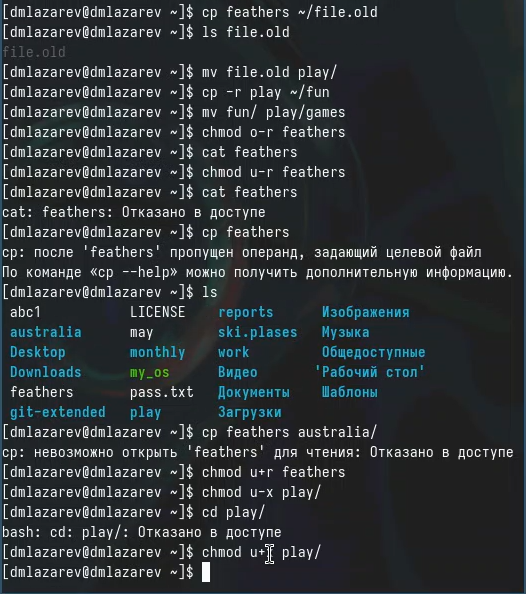 [dmlazarev@dmlazarev ~]$ cp feathers ~/file.old
[dmlazarev@dmlazarev ~]$ ls file.old
file.old
[dmlazarev@dmlazarev ~]$ mv file.old play/
[dmlazarev@dmlazarev ~]$ cp -r play ~/fun
[dmlazarev@dmlazarev ~]$ mv fun/ play/games
[dmlazarev@dmlazarev ~]$ chmod o-r feathers
[dmlazarev@dmlazarev ~]$ cat feathers
[dmlazarev@dmlazarev ~]$ chmod u-r feathers
[dmlazarev@dmlazarev ~]$ cat feathers
cat: feathers: Отказано в доступе
[dmlazarev@dmlazarev ~]$ cp feathers
cp: после 'feathers' пропущен операнд, задающий целевой файл
По команде «cp --help» можно получить дополнительную информацию.
[dmlazarev@dmlazarev ~]$ ls
abc1 LICENSE reports Изображения
australia may ski.plases Музыка
Desktop monthly work Общедоступные
Downloads my_os Видео 'Рабочий стол'
feathers pass.txt Документы Шаблоны
git-extended play Загрузки
[dmlazarev@dmlazarev ~]$ cp feathers australia/
cp: невозможно открыть 'feathers' для чтения: Отказано в доступе
[dmlazarev@dmlazarev ~]$ chmod u+r feathers
[dmlazarev@dmlazarev ~]$ chmod u-x play/
[dmlazarev@dmlazarev ~]$ cd play/
bash: cd: play/: Отказано в доступе
[dmlazarev@dmlazarev ~]$ chmod play/
[dmlazarev@dmlazarev ~]$